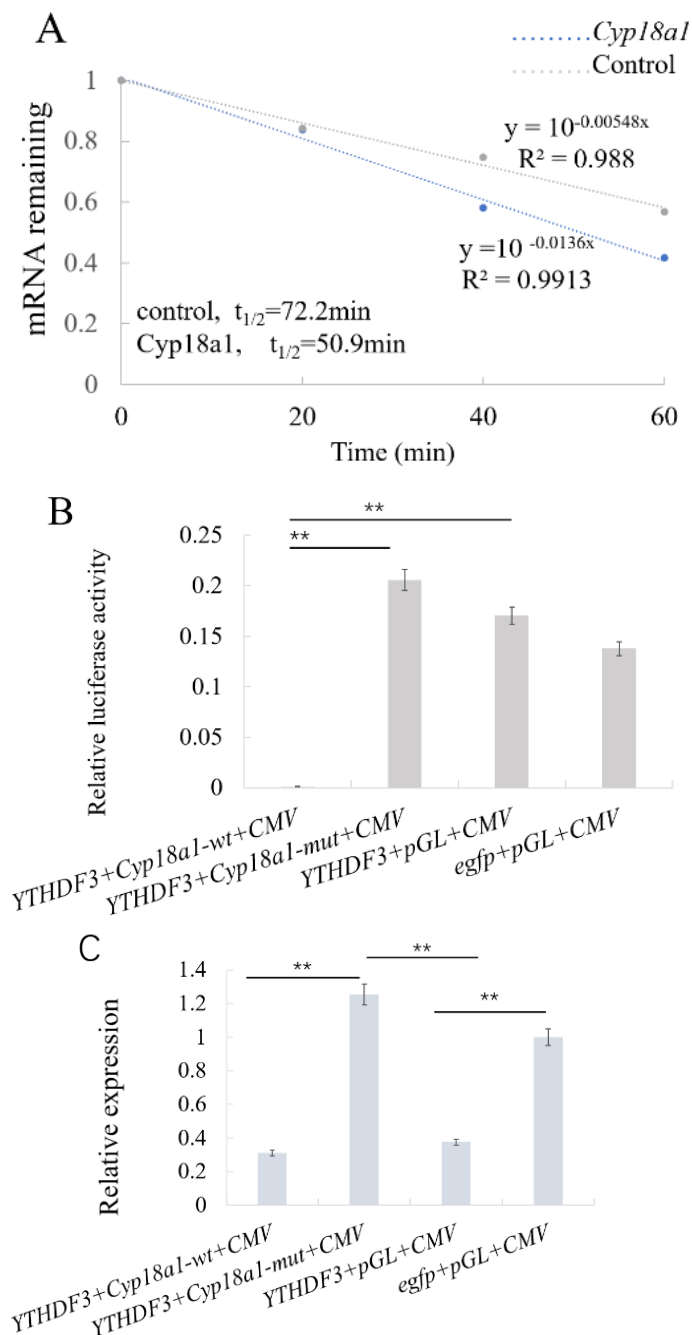 A
Cyp18a1
Control
mRNA remaining
1
0.8
0.6
0.4
0.2
0
y = 10^-0.00548x
R² = 0.988
y =10 ^-0.0136x
R² = 0.9913
control, t1/2=72.2min
Cyp18a1, t1/2=50.9min
0 20 40 60
Time (min)
B
Relative luciferase activity
0.25
0.2
0.15
0.1
0.05
0
**
**
YTHDF3+Cyp18a1-wt+CMV
YTHDF3+Cyp18a1-mut+CMV
YTHDF3+pGL+CMV
egfp+pGL+CMV
C
Relative expression
1.4
1.2
1
0.8
0.6
0.4
0.2
0
**
**
**
YTHDF3+Cyp18a1-wt+CMV
YTHDF3+Cyp18a1-mut+CMV
YTHDF3+pGL+CMV
egfp+pGL+CMV